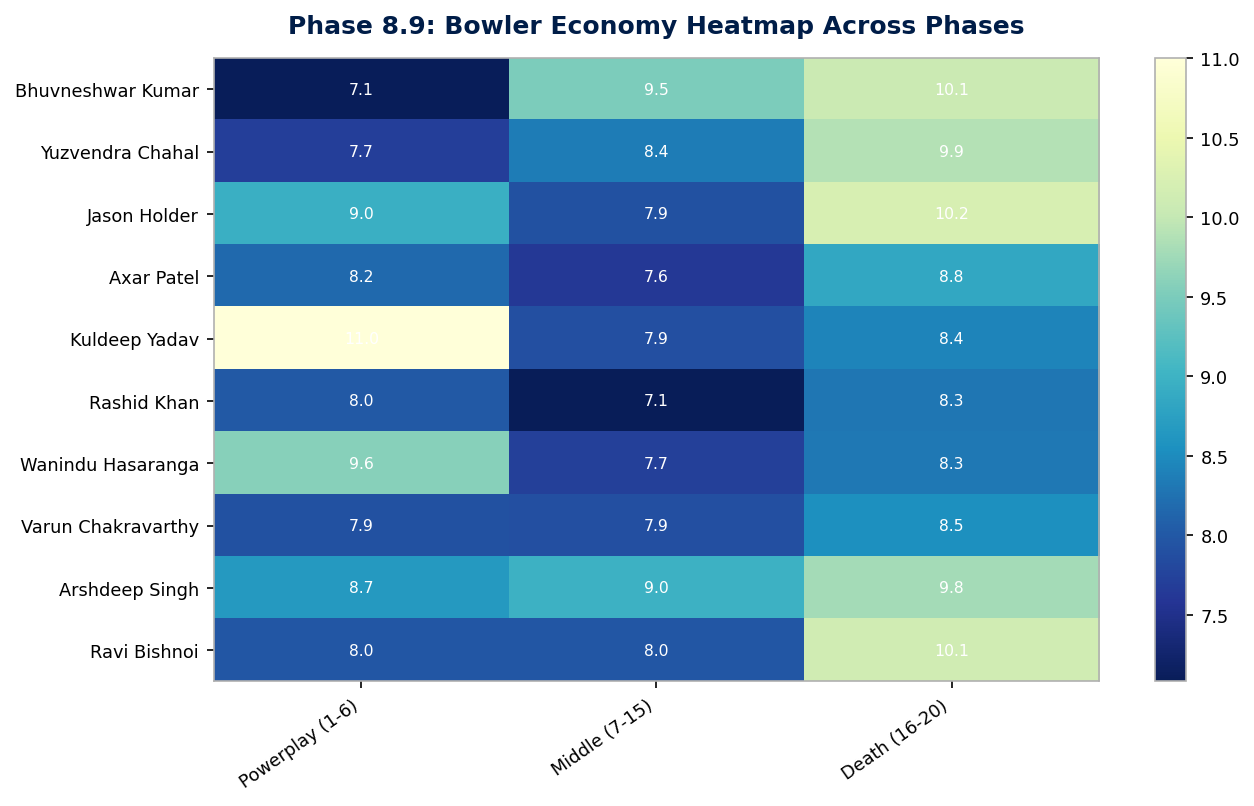 Phase 8.9: Bowler Economy Heatmap Across Phases
Bhuvneshwar Kumar 7.1 9.5 10.1
Yuzvendra Chahal 7.7 8.4 9.9
Jason Holder 9.0 7.9 10.2
Axar Patel 8.2 7.6 8.8
Kuldeep Yadav 7.9 8.4
Rashid Khan 8.0 7.1 8.3
Wanindu Hasaranga 9.6 7.7 8.3
Varun Chakravarthy 7.9 7.9 8.5
Arshdeep Singh 8.7 9.0 9.8
Ravi Bishnoi 8.0 8.0 10.1
Powerplay (1-6) Middle (7-15) Death (16-20)
11.0
10.5
10.0
9.5
9.0
8.5
8.0
7.5